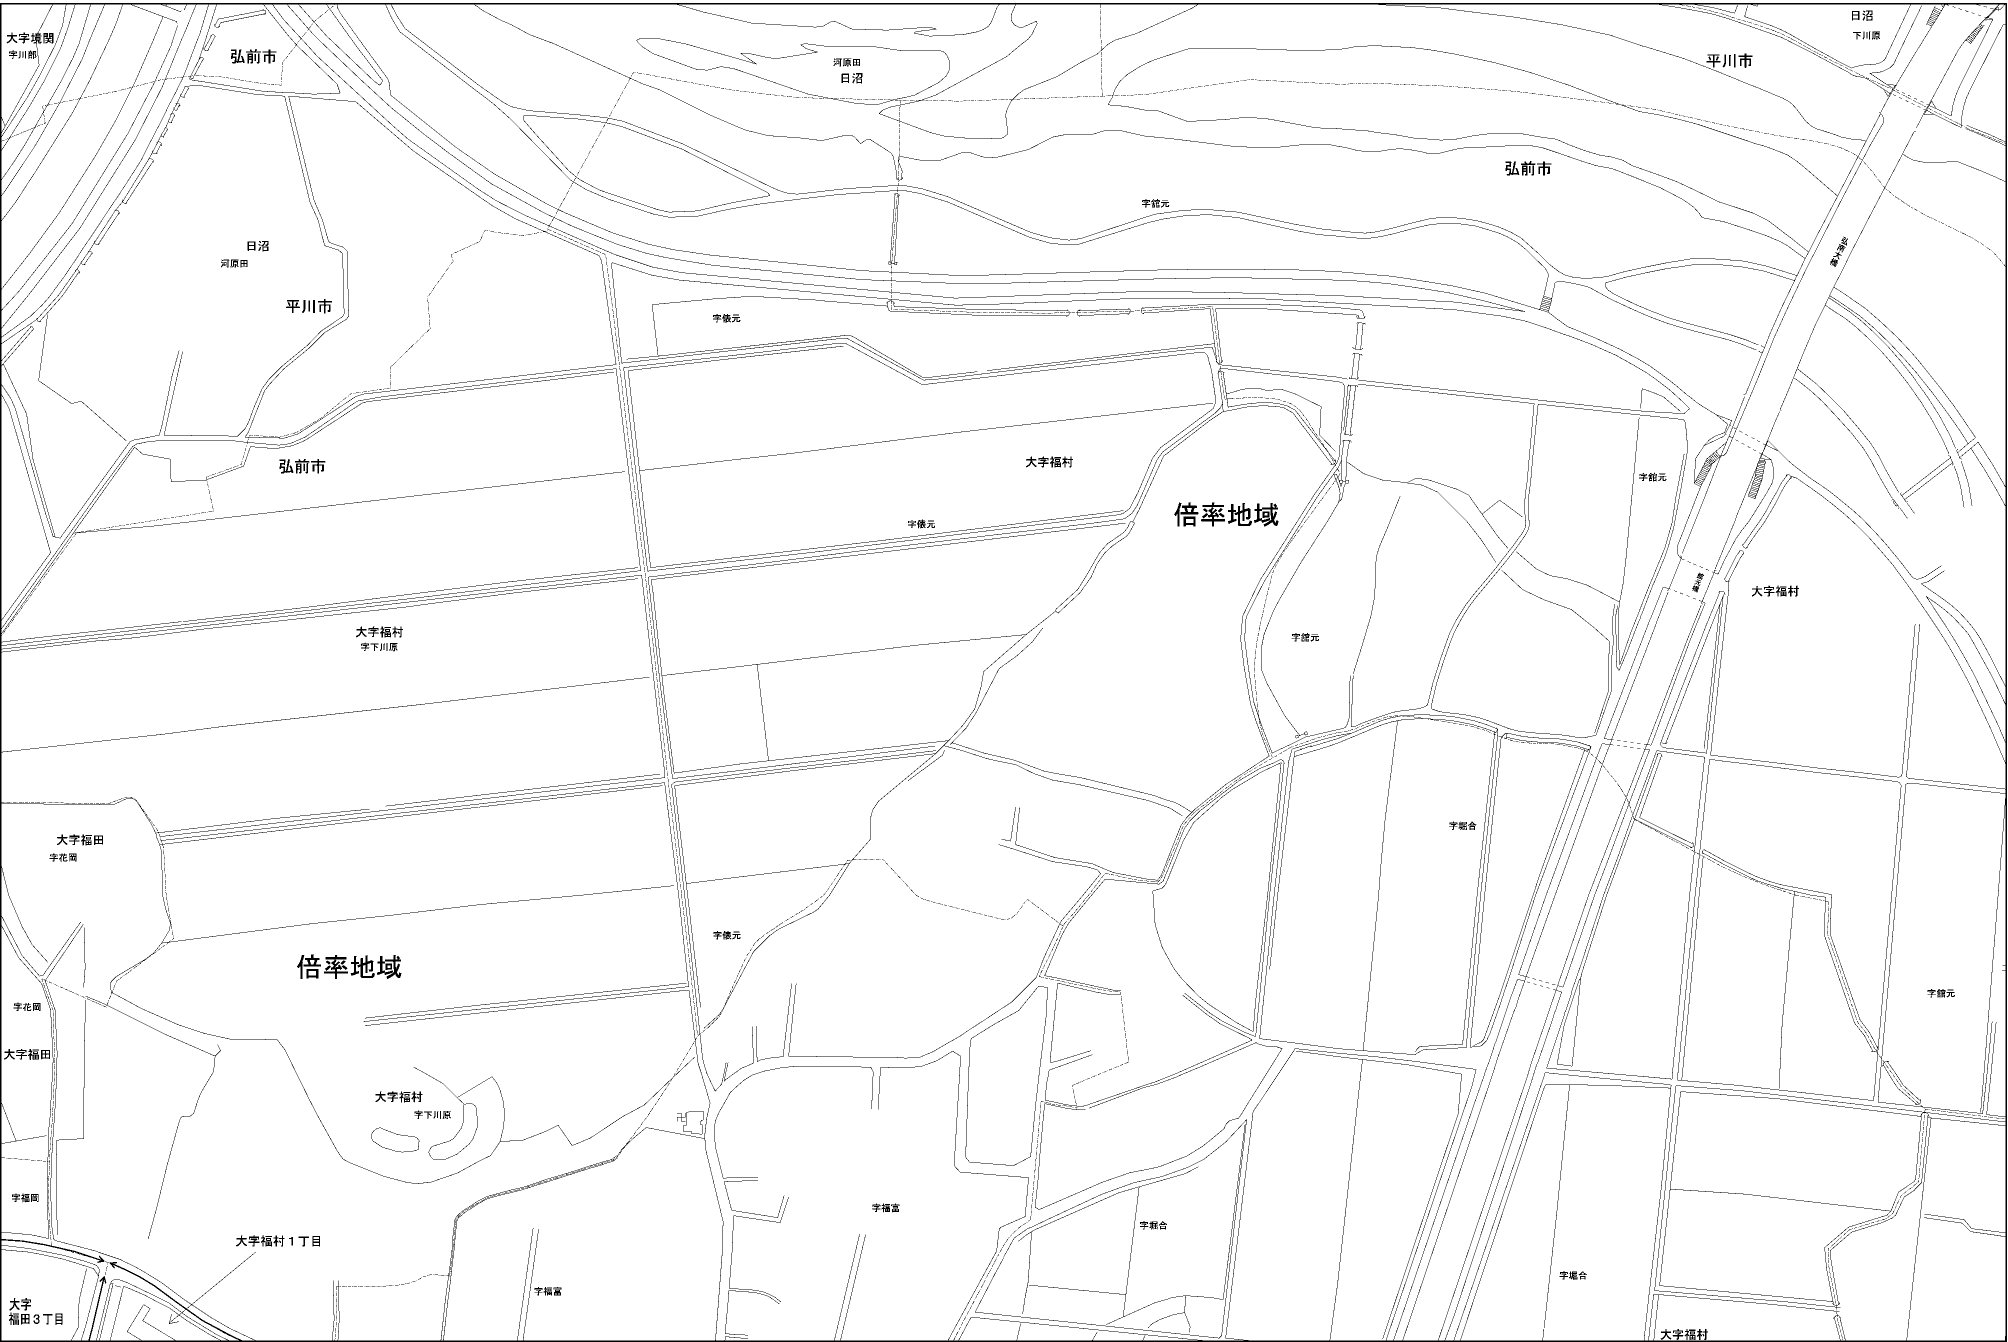 大字境関
字川部
弘前市
河原田
日沼
平川市
日沼
下川原
弘前市
字舘元
日沼
河原田
平川市
弘南大橋
字俵元
弘前市
大字福村
字舘元
倍率地域
字俵元
舘元橋
大字福村
大字福村
字下川原
字舘元
字堀合
大字福田
字花岡
字俵元
倍率地域
字舘元
字花岡
大字福田
大字福村
字下川原
字福岡
字福富
字堀合
大字福村1丁目
字堀合
字福富
大字
福田3丁目
大字福村